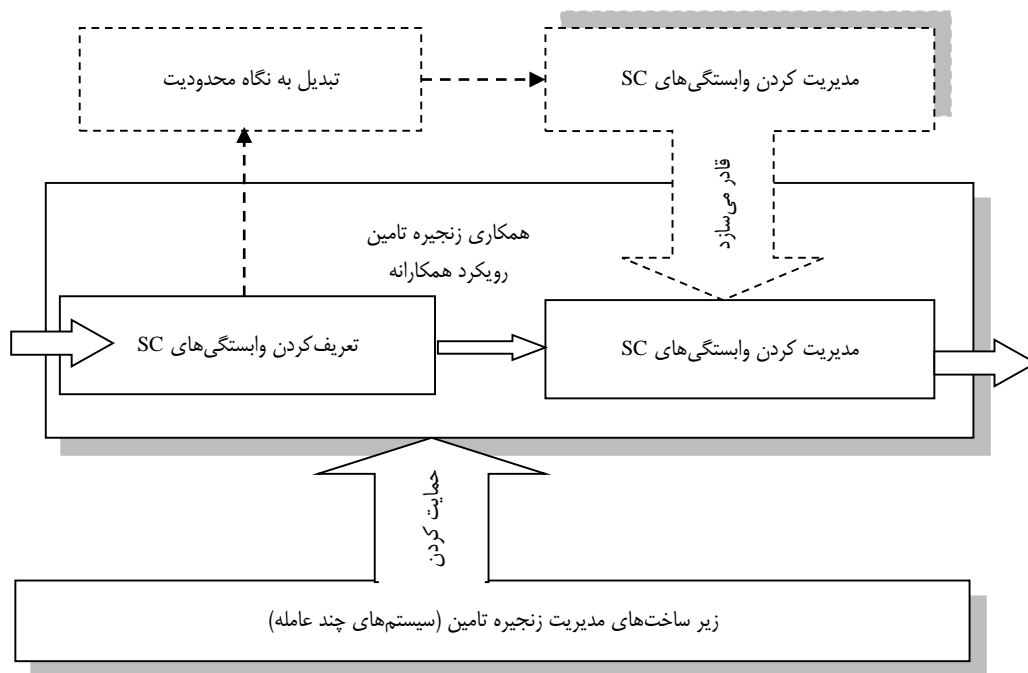 تبدیل به نگاه محدودیت
مدیریت کردن وابستگی‌های SC
قادر می‌سازد
همکاری زنجیره تامین
رویکرد همکارانه
تعریف‌کردن وابستگی‌های SC
مدیریت کردن وابستگی‌های SC
حمایت کردن
زیر ساخت‌های مدیریت زنجیره تامین (سیستم‌های چند عامله)